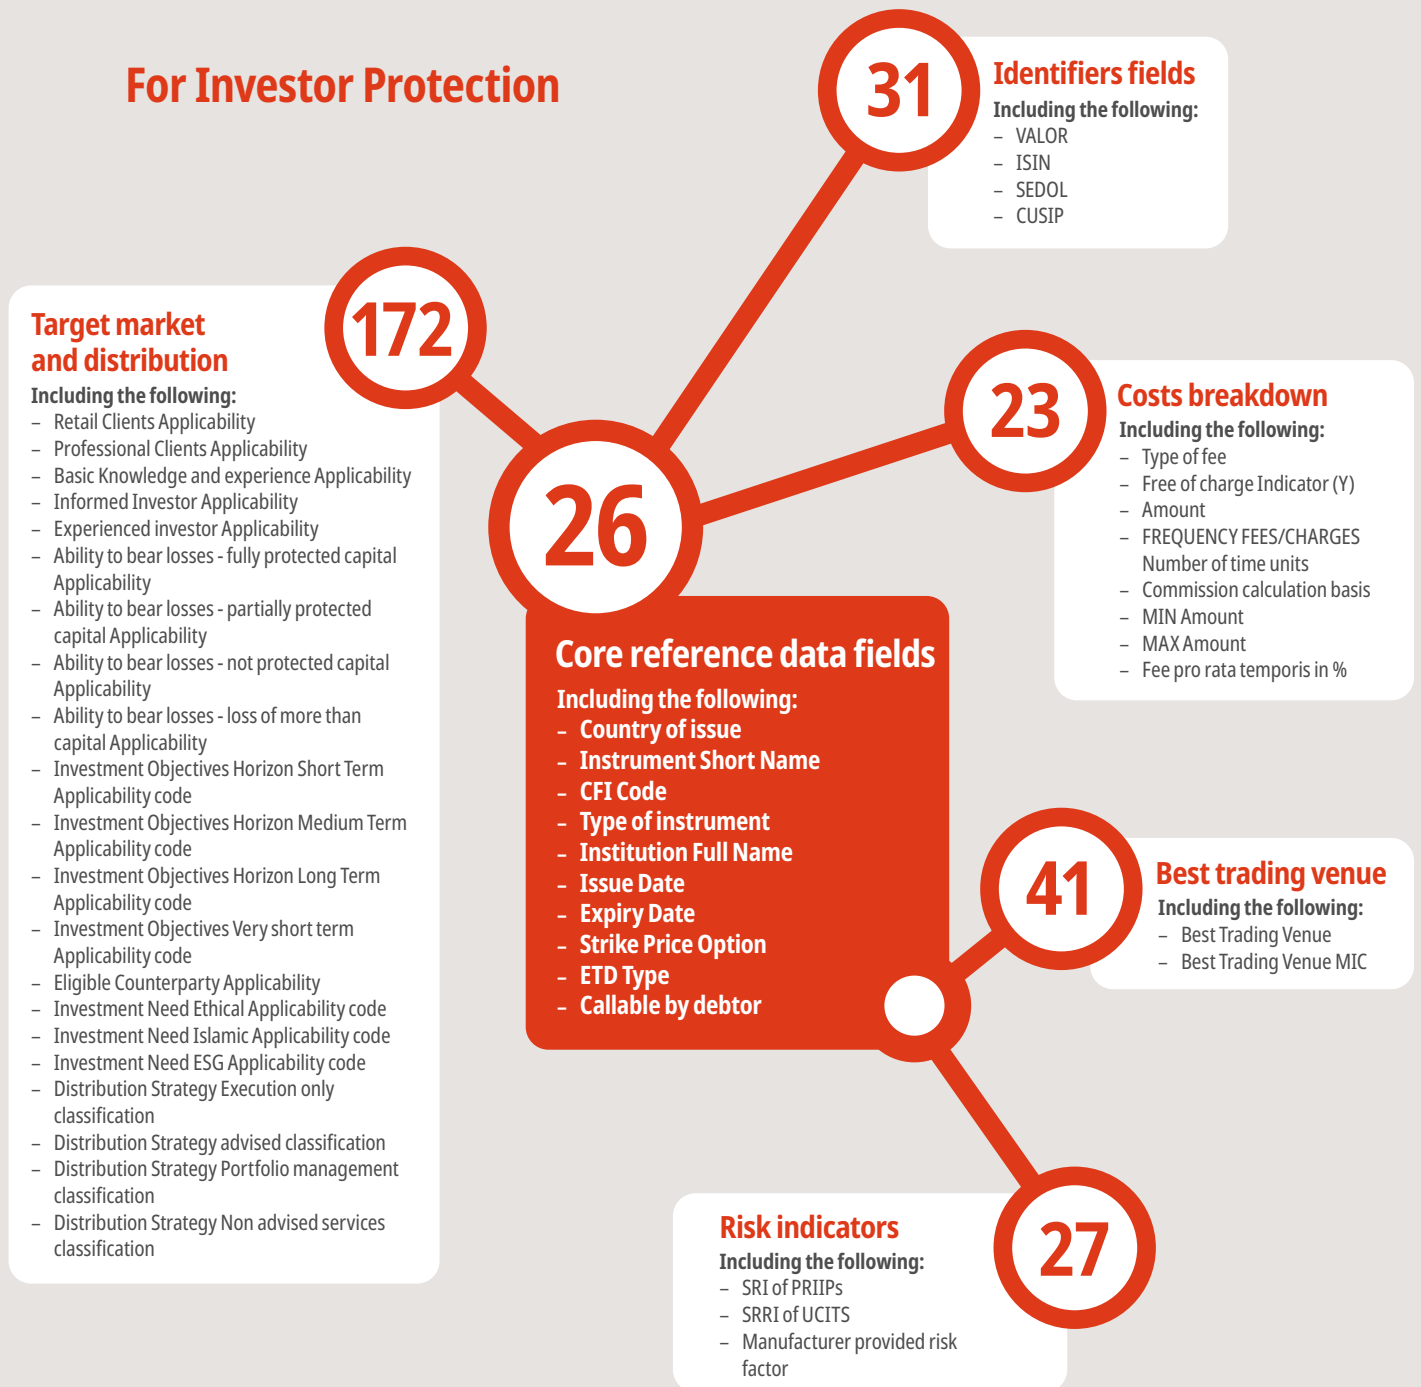 For Investor Protection
31
Identifiers fields
Including the following:
– VALOR
– ISIN
– SEDOL
– CUSIP
172
Target market
and distribution
Including the following:
– Retail Clients Applicability
– Professional Clients Applicability
– Basic Knowledge and experience Applicability
– Informed Investor Applicability
– Experienced investor Applicability
– Ability to bear losses - fully protected capital
Applicability
– Ability to bear losses - partially protected
capital Applicability
– Ability to bear losses - not protected capital
Applicability
– Ability to bear losses - loss of more than
capital Applicability
– Investment Objectives Horizon Short Term
Applicability code
– Investment Objectives Horizon Medium Term
Applicability code
– Investment Objectives Horizon Long Term
Applicability code
– Investment Objectives Very short term
Applicability code
– Eligible Counterparty Applicability
– Investment Need Ethical Applicability code
– Investment Need Islamic Applicability code
– Investment Need ESG Applicability code
– Distribution Strategy Execution only
classification
– Distribution Strategy advised classification
– Distribution Strategy Portfolio management
classification
– Distribution Strategy Non advised services
classification
26
Core reference data fields
Including the following:
– Country of issue
– Instrument Short Name
– CFI Code
– Type of instrument
– Institution Full Name
– Issue Date
– Expiry Date
– Strike Price Option
– ETD Type
– Callable by debtor
23
Costs breakdown
Including the following:
– Type of fee
– Free of charge Indicator (Y)
– Amount
– FREQUENCY FEES/CHARGES
Number of time units
– Commission calculation basis
– MIN Amount
– MAX Amount
– Fee pro rata temporis in %
41
Best trading venue
Including the following:
– Best Trading Venue
– Best Trading Venue MIC
27
Risk indicators
Including the following:
– SRI of PRIIPs
– SRRI of UCITS
– Manufacturer provided risk
factor